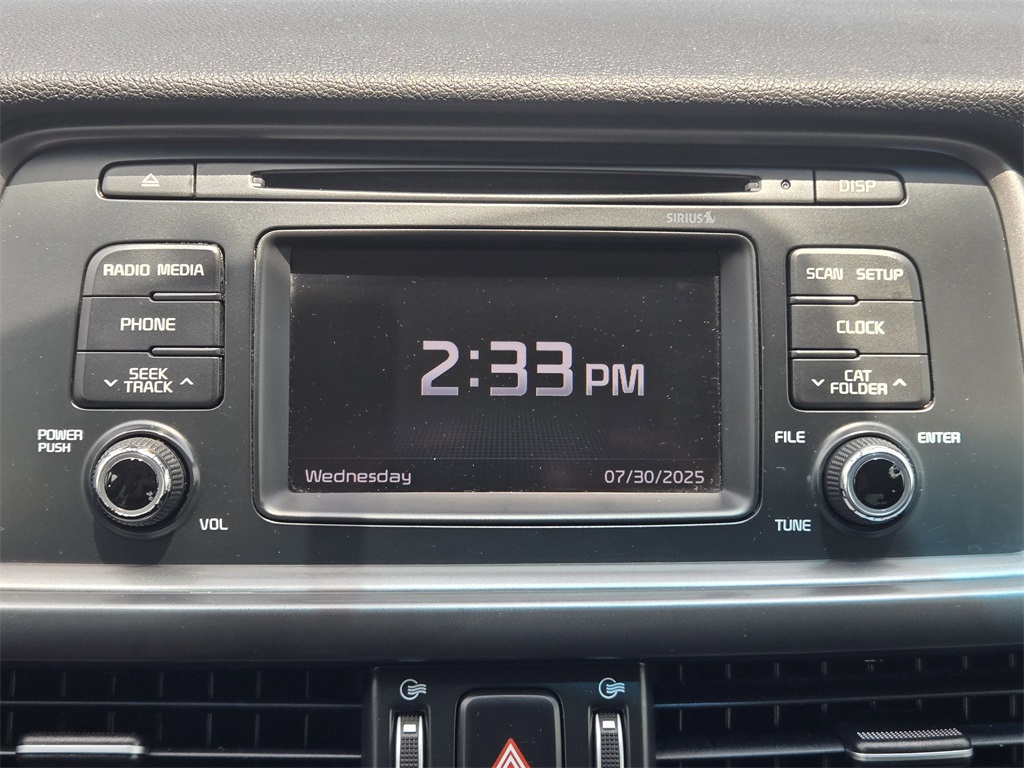 DISP
SIRIUS
RADIO MEDIA
SCAN SETUP
PHONE
CLOCK
SEEK
TRACK
CAT
FOLDER
2:33 PM
POWER
PUSH
FILE
ENTER
Wednesday
07/30/2025
VOL
TUNE